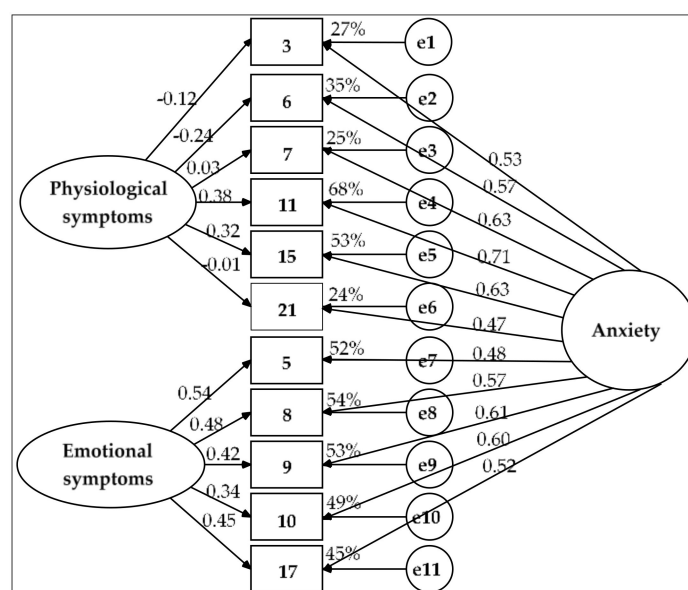 3
27%
e1
6
35%
e2
-0.12
-0.24
7
25%
e3
0.53
0.03
0.57
Physiological
symptoms
0.38
11
68%
e4
0.63
0.32
15
53%
e5
0.71
-0.01
0.63
21
24%
e6
0.47
Anxiety
5
52%
e7
0.48
0.54
0.57
8
54%
e8
0.48
0.61
Emotional
symptoms
0.42
9
53%
e9
0.60
0.34
0.52
10
49%
e10
0.45
17
45%
e11